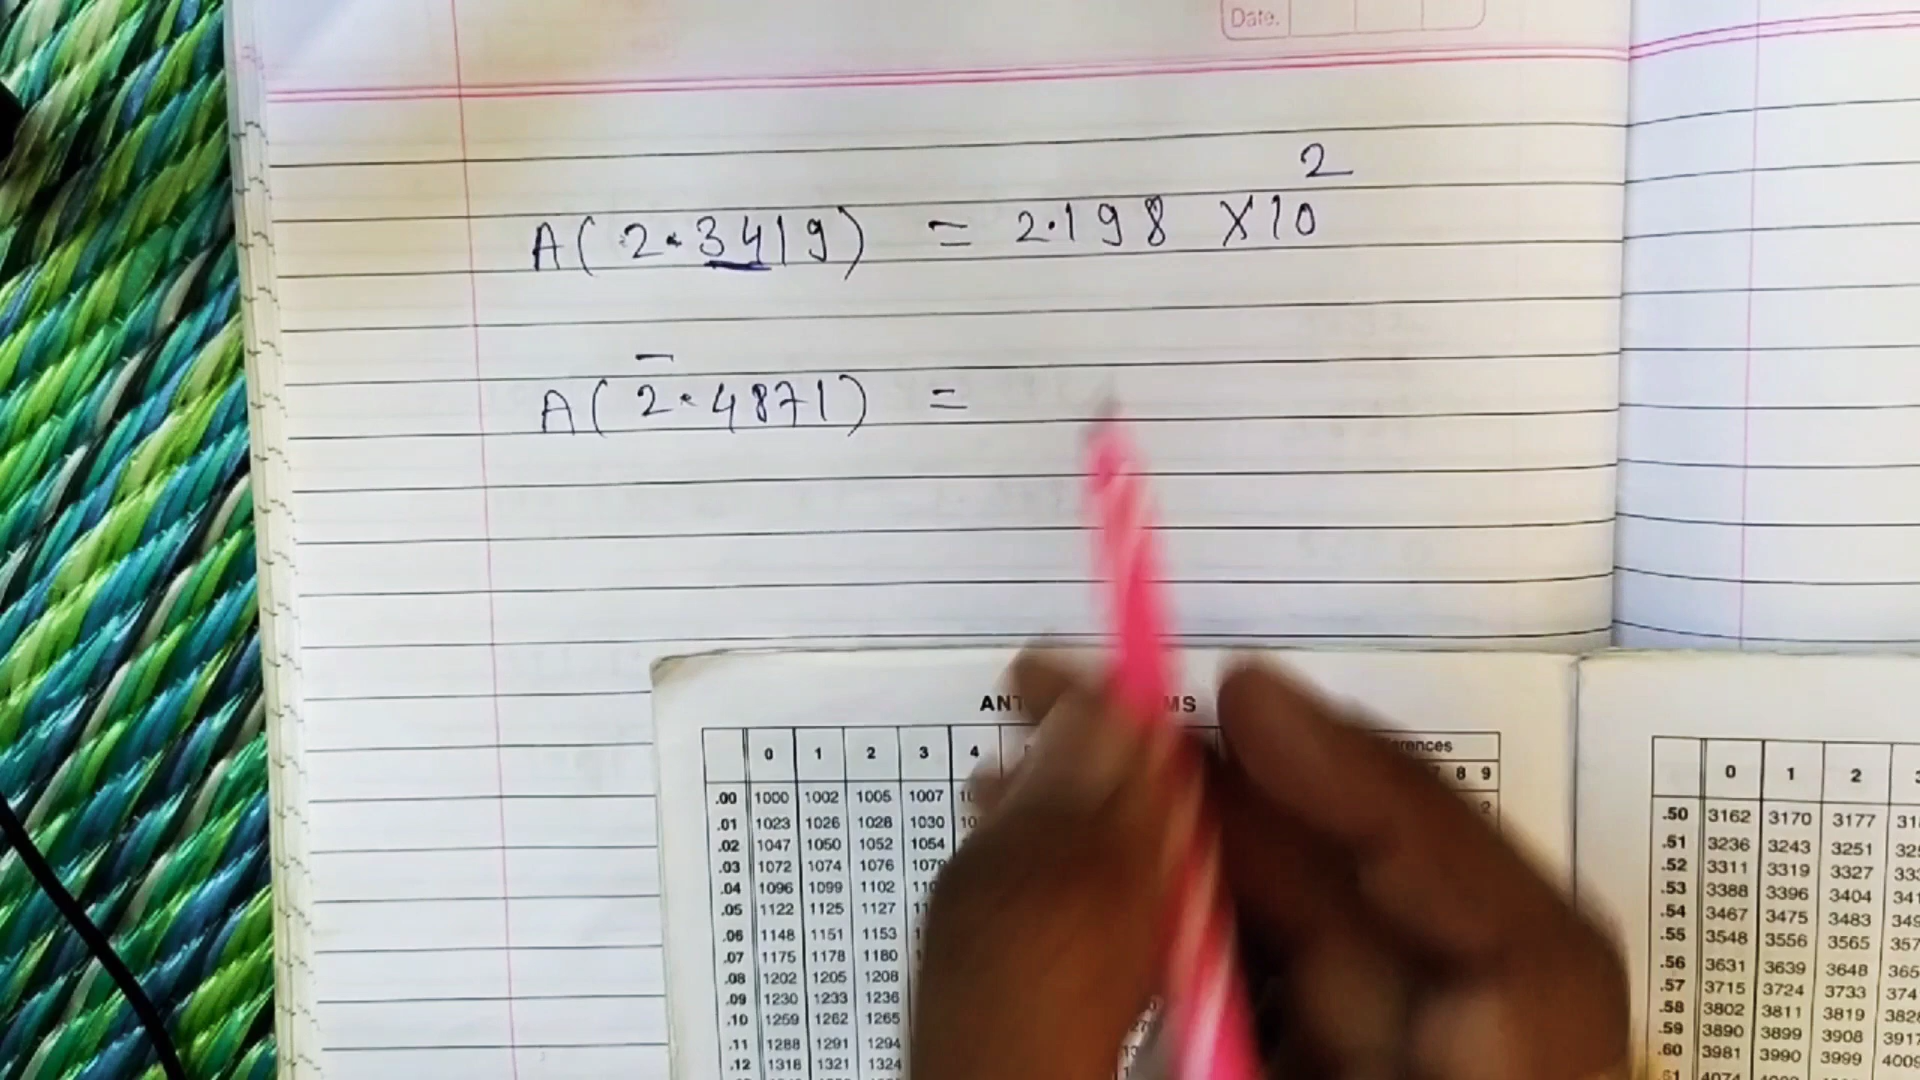 Date.
A(2.3419) = 2.198 X10²
A(2̄.4871) =
0 1 2 3 4
8 9
.00 1000 1002 1005 1007
.01 1023 1026 1028 1030
.02 1047 1050 1052 1054
.03 1072 1074 1076 1079
.04 1096 1099 1102
.05 1122 1125 1127
.06 1148 1151 1153
.07 1175 1178 1180
.08 1202 1205 1208
.09 1230 1233 1236
.10 1259 1262 1265
.11 1288 1291 1294
.12 1318 1321 1324
0 1 2
.50 3162 3170 3177
.51 3236 3243 3251
.52 3311 3319 3327
.53 3388 3396 3404
.54 3467 3475 3483
.55 3548 3556 3565
.56 3631 3639 3648
.57 3715 3724 3733
.58 3802 3811 3819
.59 3890 3899 3908 3917
.60 3981 3990 3999 4009